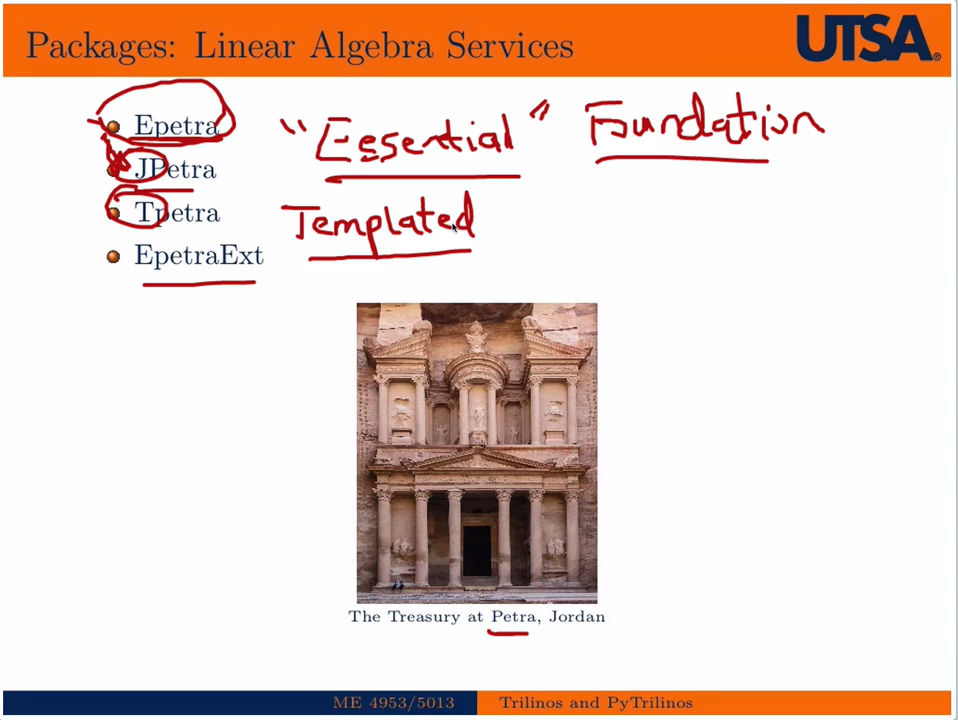 Packages: Linear Algebra Services
UTSA®
Epetra "Essential" Foundation
JPetra
Tpetra Templated
EpetraExt
The Treasury at Petra, Jordan
ME 4953/5013 Trilinos and PyTrilinos